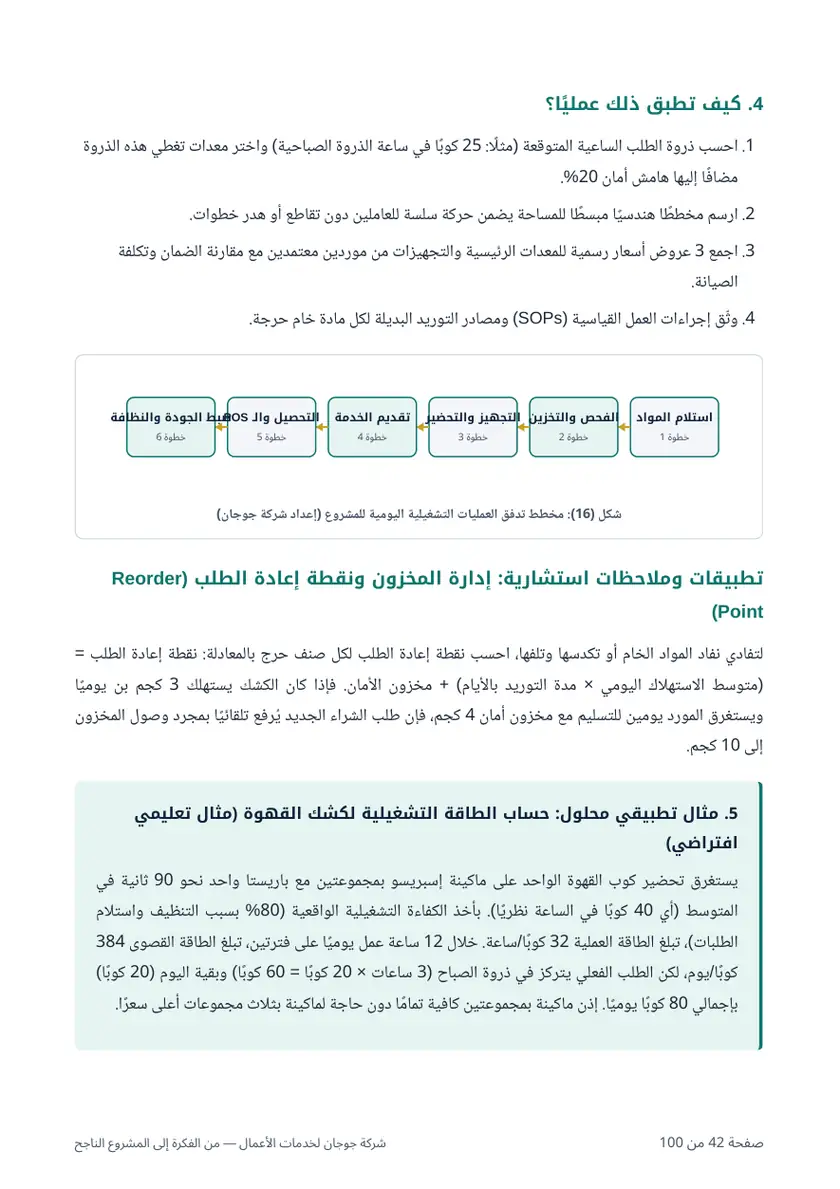 4. كيف تطبق ذلك عمليًا؟
1. احسب ذروة الطلب الساعية المتوقعة (مثلًا: 25 كوبًا في ساعة الذروة الصباحية) واختر معدات تغطي هذه الذروة
مضافًا إليها هامش أمان 20%.
2. ارسم مخططًا هندسيًا مبسطًا للمساحة يضمن حركة سلسة للعاملين دون تقاطع أو هدر خطوات.
3. اجمع 3 عروض أسعار رسمية للمعدات الرئيسية والتجهيزات من موردين معتمدين مع مقارنة الضمان وتكلفة
الصيانة.
4. وثّق إجراءات العمل القياسية (SOPs) ومصادر التوريد البديلة لكل مادة خام حرجة.
استلام المواد
خطوة 1
الفحص والتخزين
خطوة 2
التجهيز والتحضير
خطوة 3
تقديم الخدمة
خطوة 4
التحصيل والـ POS
خطوة 5
ضبط الجودة والنظافة
خطوة 6
شكل (16): مخطط تدفق العمليات التشغيلية اليومية للمشروع (إعداد شركة جوجان)
تطبيقات وملاحظات استشارية: إدارة المخزون ونقطة إعادة الطلب (Reorder
Point)
لتفادي نفاد المواد الخام أو تكدسها وتلفها، احسب نقطة إعادة الطلب لكل صنف حرج بالمعادلة: نقطة إعادة الطلب =
(متوسط الاستهلاك اليومي × مدة التوريد بالأيام) + مخزون الأمان. فإذا كان الكشك يستهلك 3 كجم بن يوميًا
ويستغرق المورد يومين للتسليم مع مخزون أمان 4 كجم، فإن طلب الشراء الجديد يُرفع تلقائيًا بمجرد وصول المخزون
إلى 10 كجم.
5. مثال تطبيقي محلول: حساب الطاقة التشغيلية لكشك القهوة (مثال تعليمي
افتراضي)
يستغرق تحضير كوب القهوة الواحد على ماكينة إسبريسو بمجموعتين مع باريستا واحد نحو 90 ثانية في
المتوسط (أي 40 كوبًا في الساعة نظريًا). بأخذ الكفاءة التشغيلية الواقعية (80% بسبب التنظيف واستلام
الطلبات)، تبلغ الطاقة العملية 32 كوبًا/ساعة. خلال 12 ساعة عمل يوميًا على فترتين، تبلغ الطاقة القصوى 384
كوبًا/يوم، لكن الطلب الفعلي يتركز في ذروة الصباح (3 ساعات × 20 كوبًا = 60 كوبًا) وبقية اليوم (20 كوبًا)
بإجمالي 80 كوبًا يوميًا. إذن ماكينة بمجموعتين كافية تمامًا دون حاجة لماكينة بثلاث مجموعات أعلى سعرًا.
صفحة 42 من 100
شركة جوجان لخدمات الأعمال — من الفكرة إلى المشروع الناجح